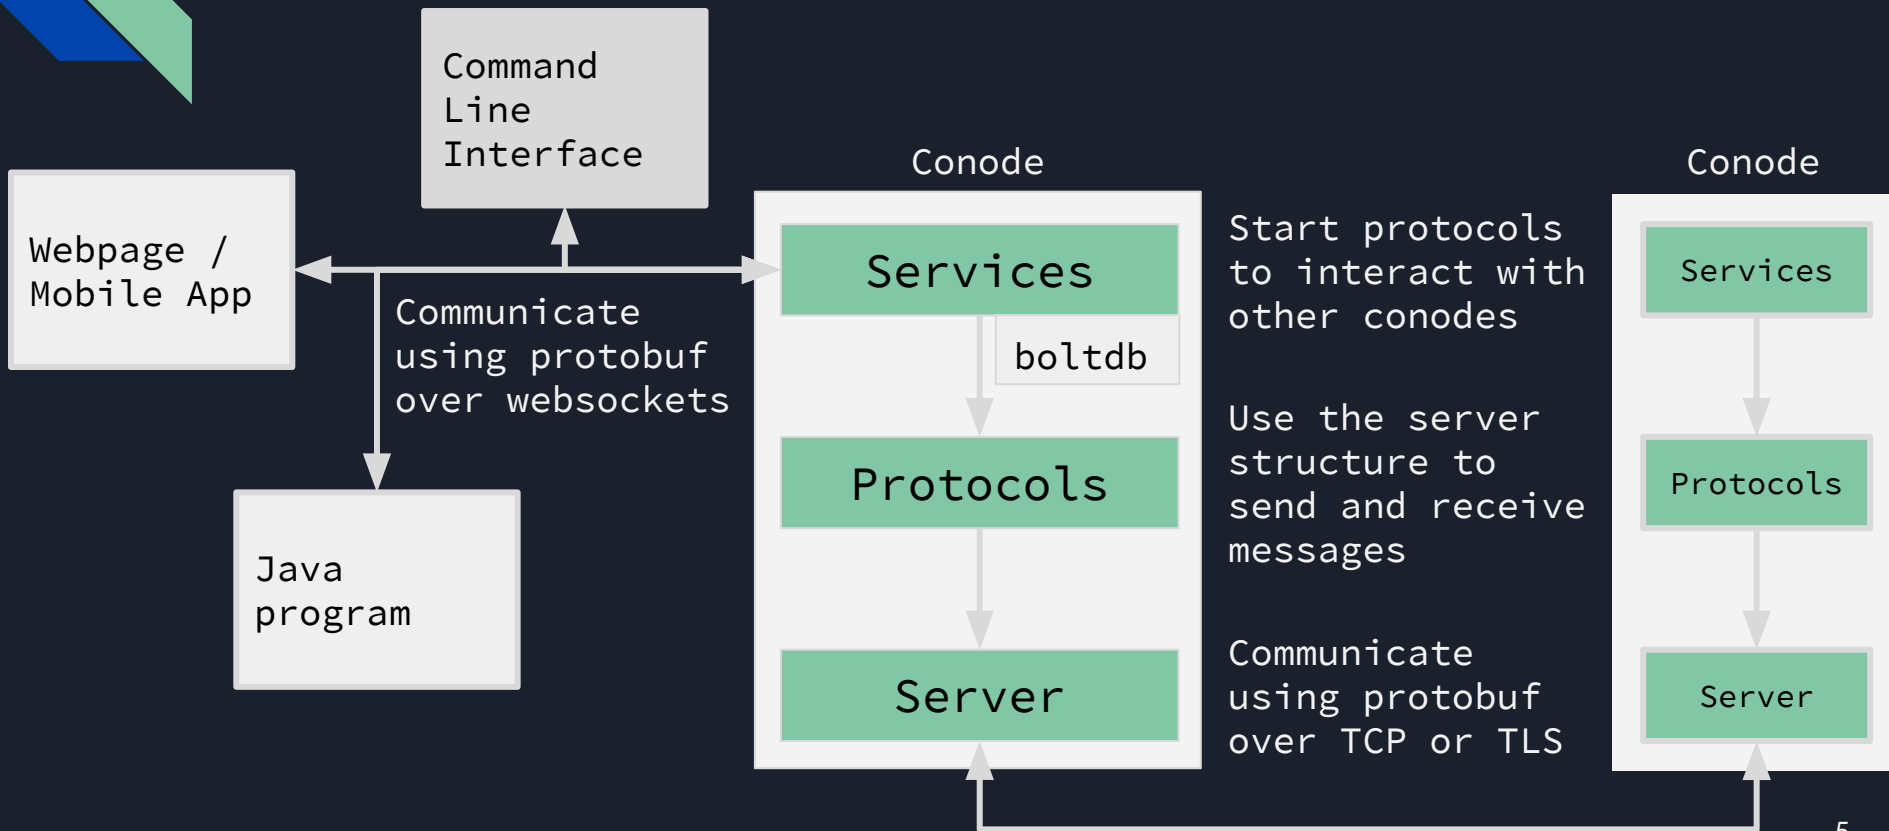 Command
Line
Interface
Webpage /
Mobile App
Communicate
using protobuf
over websockets
Java
program
Conode
Services
boltdb
Protocols
Server
Start protocols
to interact with
other conodes
Use the server
structure to
send and receive
messages
Communicate
using protobuf
over TCP or TLS
Conode
Services
Protocols
Server
5